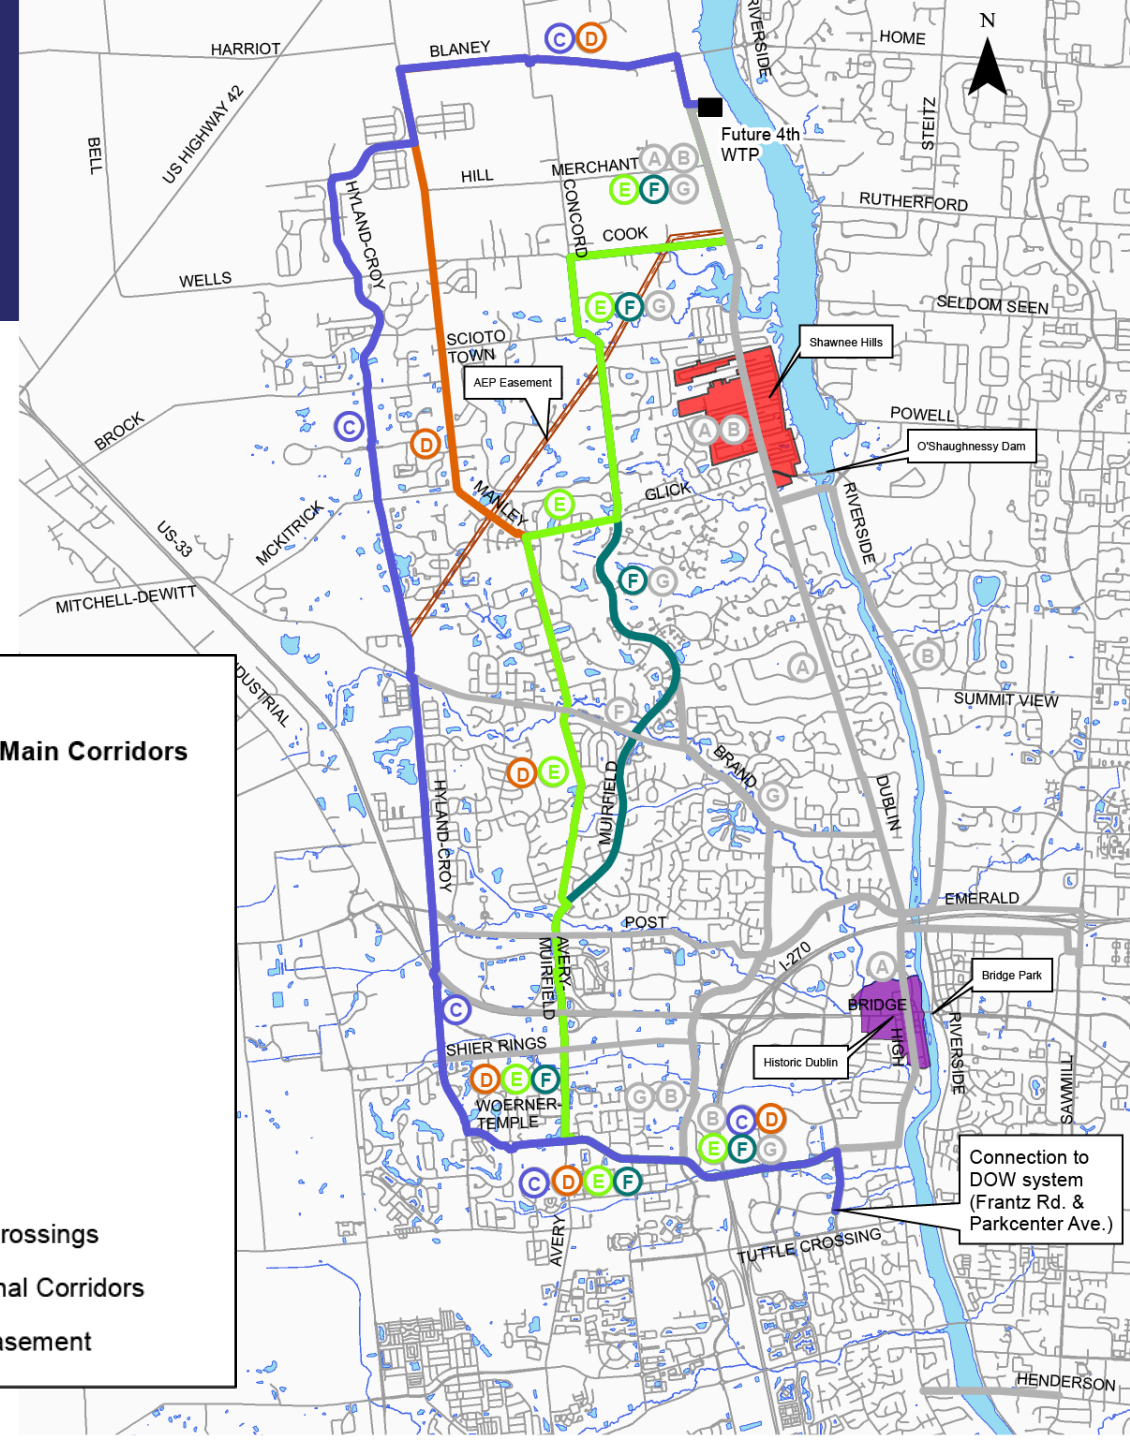 RIVERSIDE
N
C D
HARRIOT
BLANEY
HOME
US HIGHWAY 42
BELL
STEITZ
Future 4th
WTP
MERCHANT A B
HILL
E F G
HYLAND-CROY
CONCORD
RUTHERFORD
COOK
WELLS
E F G
SELDOM SEEN
SCIOTO
TOWN
Shawnee Hills
AEP Easement
BROCK
C
D
A B
POWELL
O'Shaughnessy Dam
MANLEY
E
GLICK
RIVERSIDE
MCKITRICK
US-33
MITCHELL-DEWITT
F G
A
B
DUSTRIAL
SUMMIT VIEW
F
Main Corridors
D E
MUIRFIELD
BRAND
G
DUBLIN
HYLAND-CROY
EMERALD
POST
AVERY-
MUIRFIELD
I-270
A
Bridge Park
C
BRIDGE
HIGH
RIVERSIDE
SHIER RINGS
Historic Dublin
D E F
SAWMILL
WOERNER-
TEMPLE
G B
B C D
E F G
C D E F
Connection to
DOW system
(Frantz Rd. &
Parkcenter Ave.)
AVERY
TUTTLE CROSSING
rossings
nal Corridors
asement
HENDERSON